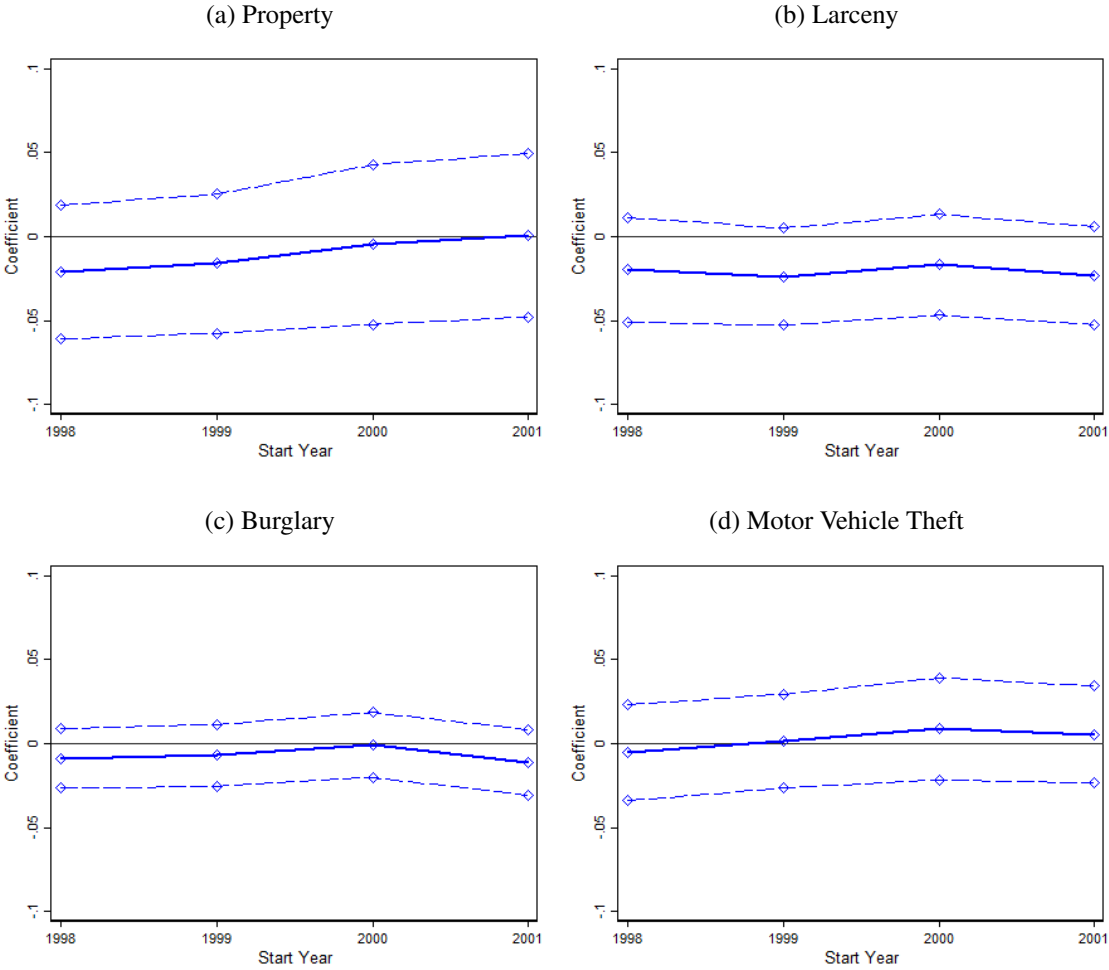 (a) Property
.1
.05
0
-.05
-.1
Coefficient
1998 1999 2000 2001
Start Year
(b) Larceny
.1
.05
0
-.05
-.1
Coefficient
1998 1999 2000 2001
Start Year
(c) Burglary
.1
.05
0
-.05
-.1
Coefficient
1998 1999 2000 2001
Start Year
(d) Motor Vehicle Theft
.1
.05
0
-.05
-.1
Coefficient
1998 1999 2000 2001
Start Year